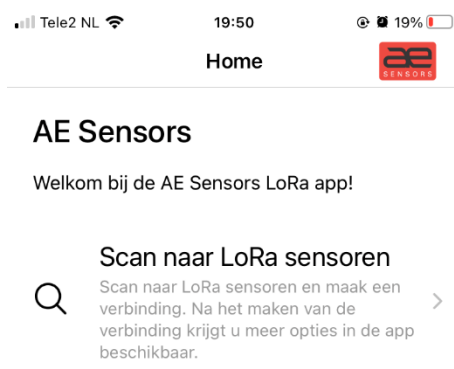 Tele2 NL 19:50 19%
Home
ae
SENSORS
AE Sensors
Welkom bij de AE Sensors LoRa app!
Scan naar LoRa sensoren
Scan naar LoRa sensoren en maak een
verbinding. Na het maken van de
verbinding krijgt u meer opties in de app
beschikbaar.